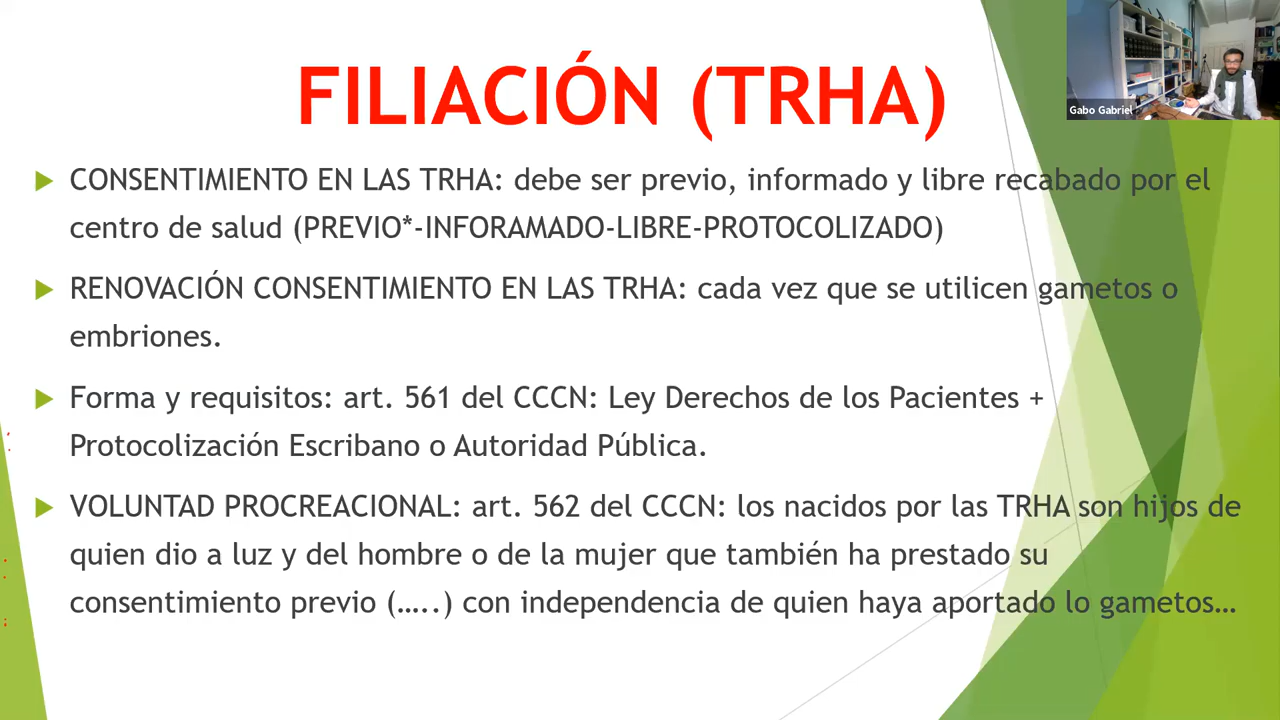 FILIACIÓN (TRHA)
Gabo Gabriel
CONSENTIMIENTO EN LAS TRHA: debe ser previo, informado y libre recabado por el
centro de salud (PREVIO*-INFORAMADO-LIBRE-PROTOCOLIZADO)
RENOVACIÓN CONSENTIMIENTO EN LAS TRHA: cada vez que se utilicen gametos o
embriones.
Forma y requisitos: art. 561 del CCCN: Ley Derechos de los Pacientes +
Protocolización Escribano o Autoridad Pública.
VOLUNTAD PROCREACIONAL: art. 562 del CCCN: los nacidos por las TRHA son hijos de
quien dio a luz y del hombre o de la mujer que también ha prestado su
consentimiento previo (…..) con independencia de quien haya aportado lo gametos…